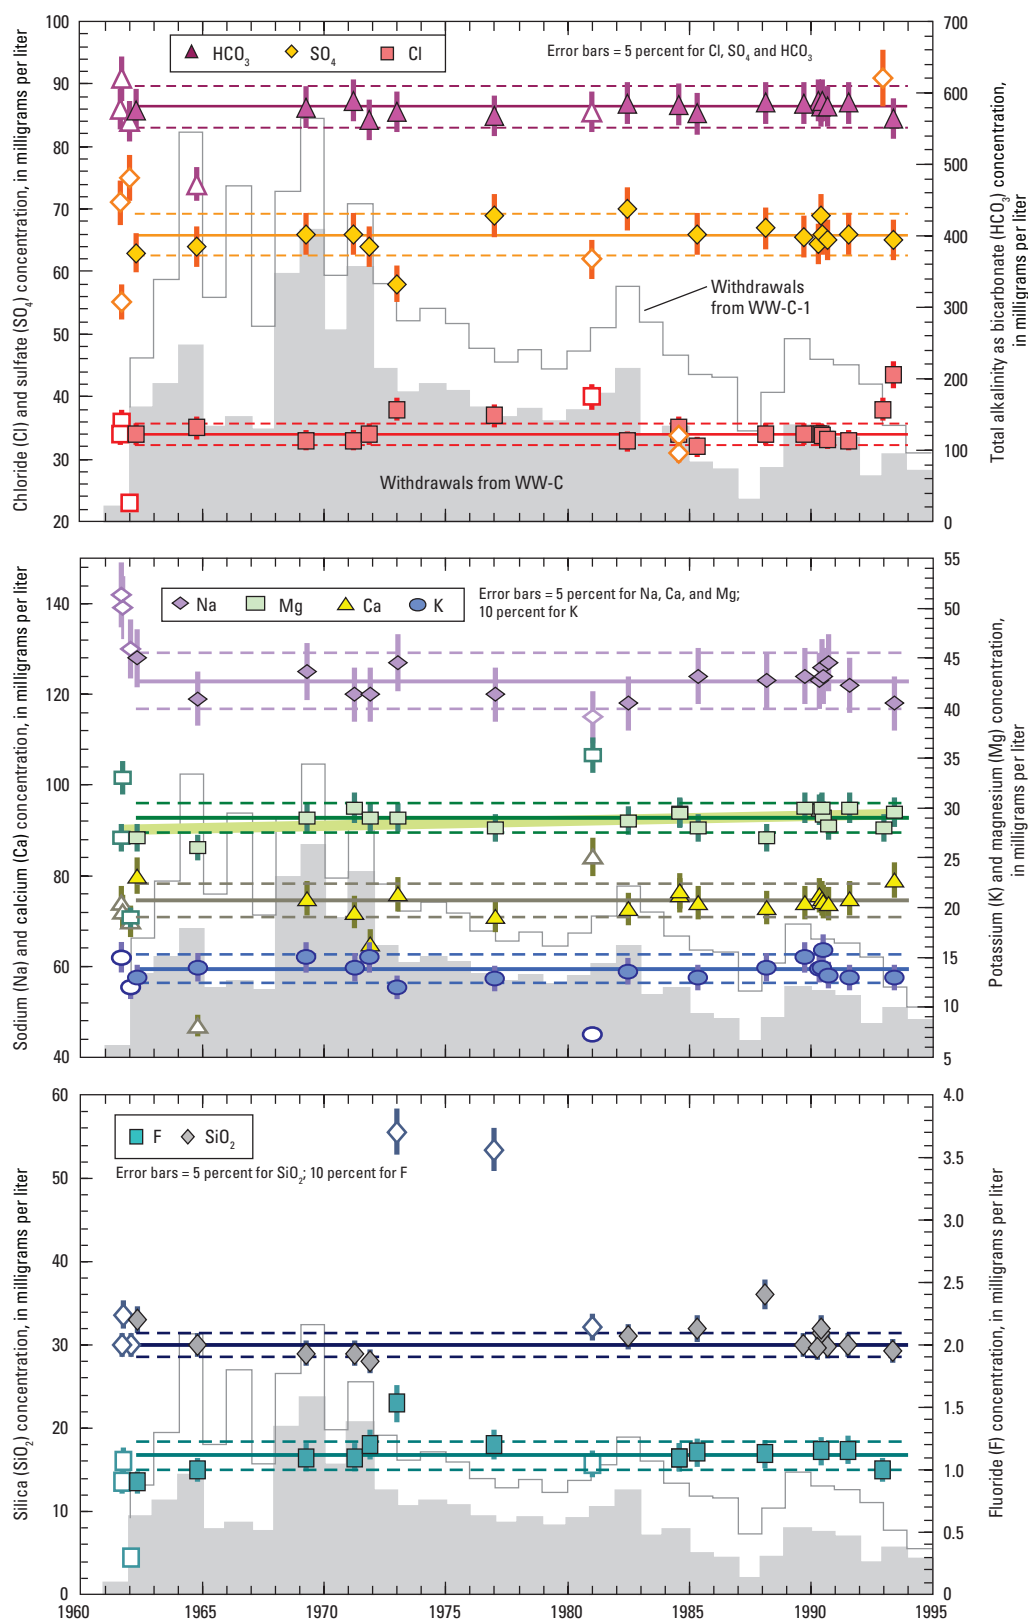 100
90
80
70
60
50
40
30
20
700
600
500
400
300
200
100
0
Chloride (Cl) and sulfate (SO₄) concentration, in milligrams per liter
Total alkalinity as bicarbonate (HCO₃) concentration,
in milligrams per liter
HCO₃ SO₄ Cl
Error bars = 5 percent for Cl, SO₄ and HCO₃
Withdrawals
from WW-C-1
Withdrawals from WW-C
140
120
100
80
60
40
55
50
45
40
35
30
25
20
15
10
5
Sodium (Na) and calcium (Ca) concentration, in milligrams per liter
Potassium (K) and magnesium (Mg) concentration,
in milligrams per liter
Na Mg Ca K
Error bars = 5 percent for Na, Ca, and Mg;
10 percent for K
60
50
40
30
20
10
0
4.0
3.5
3.0
2.5
2.0
1.5
1.0
0.5
0
Silica (SiO₂) concentration, in milligrams per liter
Fluoride (F) concentration, in milligrams per liter
F SiO₂
Error bars = 5 percent for SiO₂; 10 percent for F
1960 1965 1970 1975 1980 1985 1990 1995